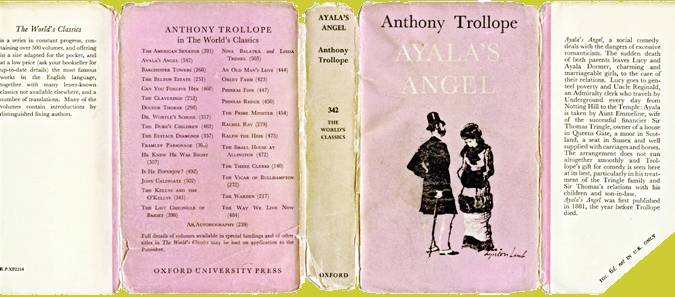 The World's Classics
is a series in constant progress, con-
taining over 500 volumes, and offering
in a size adapted for the pocket, and
at a low price (ask your bookseller for
up-to-date details) the most famous
works in the English language,
together with many lesser-known
classics not available elsewhere, and a
number of translations. Many of the
volumes contain introductions by
distinguished living authors.
R.P.XP2214
ANTHONY TROLLOPE
in The World's Classics
THE AMERICAN SENATOR (391)
AYALA'S ANGEL (342)
BARCHESTER TOWERS (268)
THE BELTON ESTATE (251)
CAN YOU FORGIVE HER (468)
THE CLAVERINGS (252)
DOCTOR THORNE (298)
DR. WORTLE'S SCHOOL (317)
THE DUKE'S CHILDREN (462)
THE EUSTACE DIAMONDS (357)
FRAMLEY PARSONAGE (305)
HE KNEW HE WAS RIGHT
(507)
IS HE POPENJOY? (492)
JOHN CALDIGATE (502)
THE KELLYS AND THE
O'KELLYS (341)
THE LAST CHRONICLE OF
BARSET (398)
NINA BALATKA and LINDA
TRESSEL (505)
AN OLD MAN'S LOVE (444)
ORLEY FARM (423)
PHINEAS FINN (447)
PHINEAS REDUX (450)
THE PRIME MINISTER (454)
RACHEL RAY (279)
RALPH THE HEIR (475)
THE SMALL HOUSE AT
ALLINGTON (472)
THE THREE CLERKS (140)
THE VICAR OF BULLHAMPTON
(272)
THE WARDEN (217)
THE WAY WE LIVE NOW
(484)
AN AUTOBIOGRAPHY (239)
Full details of volumes available in special bindings and of other
titles in The World's Classics may be had on application to the
Publisher.
OXFORD UNIVERSITY PRESS
AYALA'S
ANGEL
Anthony
Trollope
342
THE
WORLD'S
CLASSICS
OXFORD
Anthony Trollope
AYALA'S
ANGEL
Lynton Lamb
Ayala's Angel, a social comedy
deals with the dangers of excessive
romanticism. The sudden death
of both parents leaves Lucy and
Ayala Dormer, charming and
marriageable girls, to the care of
their relations. Lucy goes to gen-
teel poverty and Uncle Reginald,
an Admiralty clerk who travels by
Underground every day from
Notting Hill to the Temple: Ayala
is taken by Aunt Emmeline, wife
of the successful financier Sir
Thomas Tringle, owner of a house
in Queens Gate, a moor in Scot-
land, a seat in Sussex and well
supplied with carriages and horses.
The arrangement does not run
altogether smoothly and Trol-
lope's gift for comedy is seen here
at its best, particularly in his treat-
ment of the Tringle family and
Sir Thomas's relations with his
children and son-in-law.
Ayala's Angel was first published
in 1881, the year before Trollope
died.
net IN U.K. ONLY